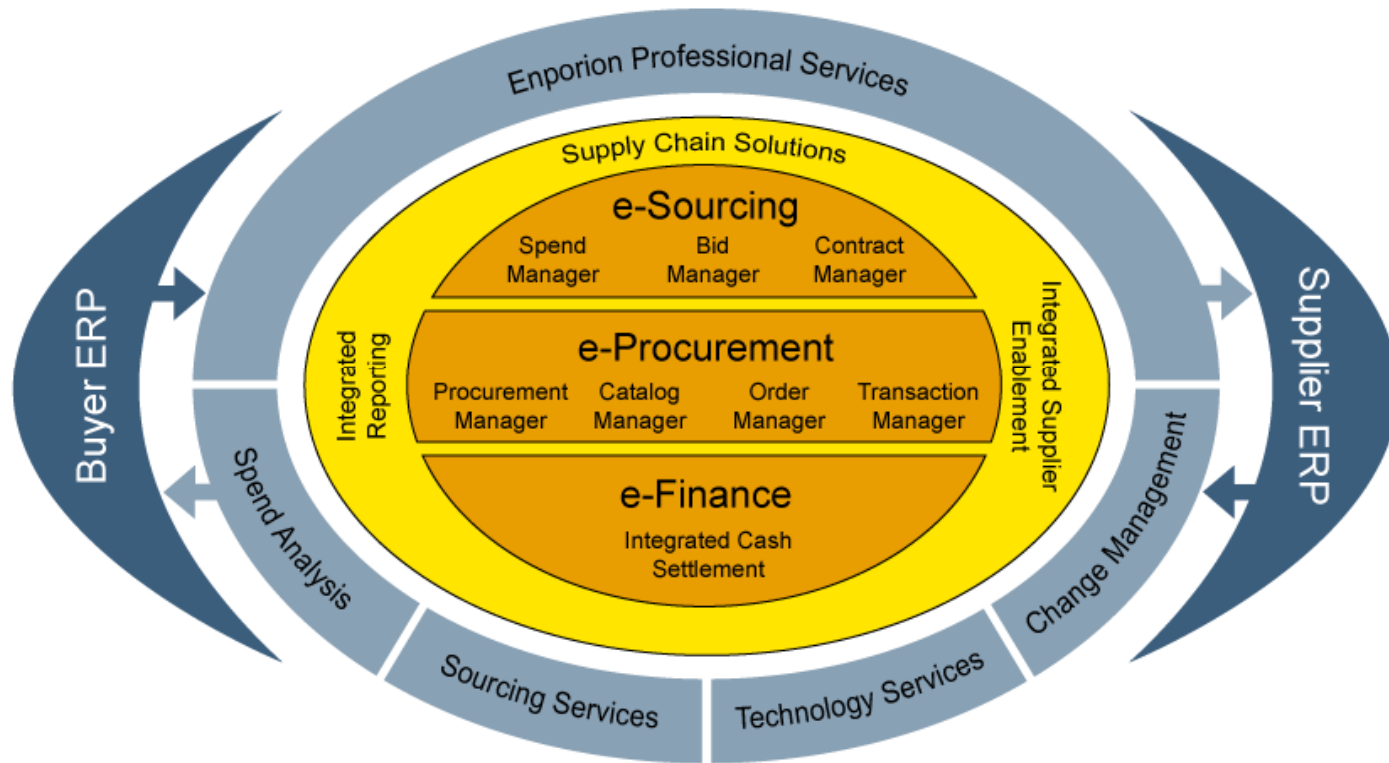 Enporion Professional Services
Supply Chain Solutions
e-Sourcing
Spend
Manager
Bid
Manager
Contract
Manager
Buyer ERP
Integrated
Reporting
e-Procurement
Procurement
Manager
Catalog
Manager
Order
Manager
Transaction
Manager
Integrated Supplier
Enablement
Supplier ERP
e-Finance
Integrated Cash
Settlement
Spend Analysis
Sourcing Services
Technology Services
Change Management